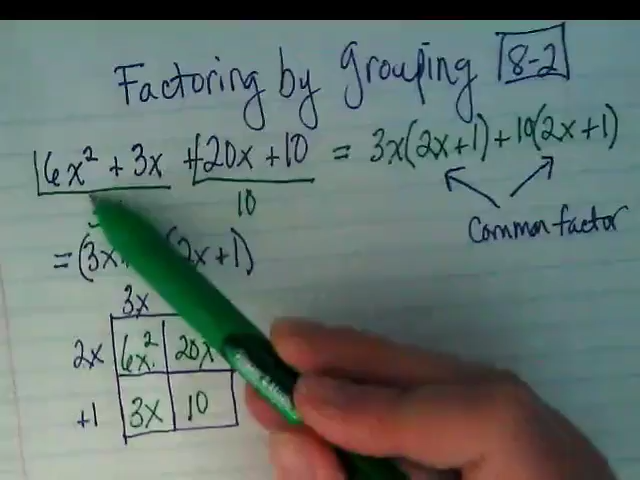 Factoring by grouping 8-2
6x² + 3x + 20x + 10 = 3x(2x+1) + 10(2x+1)
10
Common factor
= (3x 2x+1)
3x
2x 6x² 20x
+1 3x 10